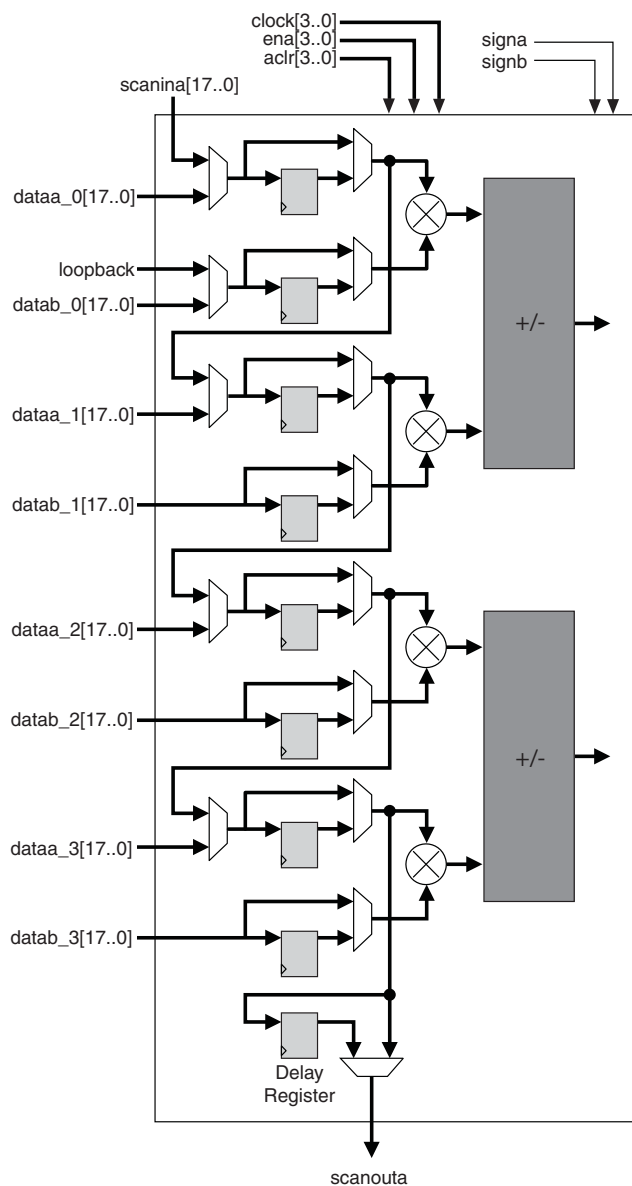 clock[3..0]
ena[3..0]
aclr[3..0]
signa
signb
scanina[17..0]
dataa_0[17..0]
loopback
datab_0[17..0]
+/-
dataa_1[17..0]
datab_1[17..0]
dataa_2[17..0]
datab_2[17..0]
+/-
dataa_3[17..0]
datab_3[17..0]
Delay
Register
scanouta